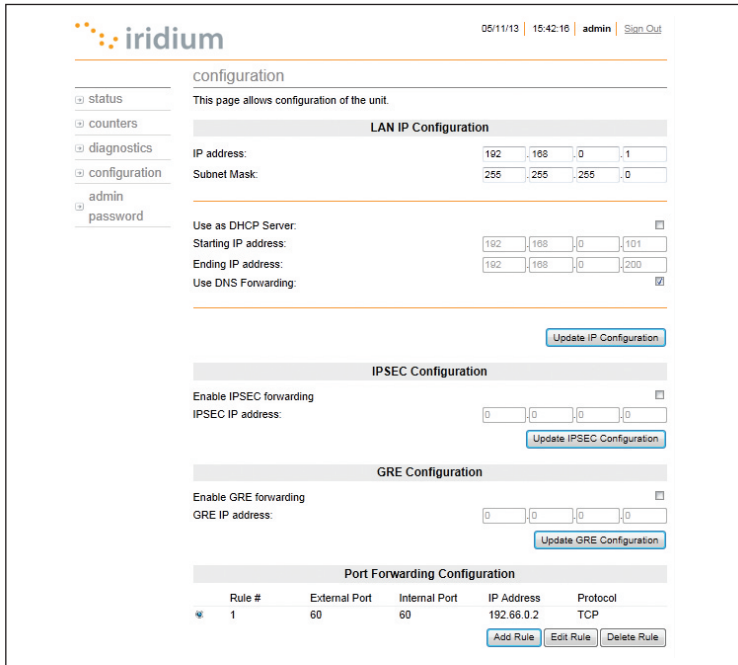 iridium
05/11/13 15:42:16 admin Sign Out
configuration
status
This page allows configuration of the unit.
counters
LAN IP Configuration
diagnostics
IP address: 192 . 168 . 0 . 1
configuration
Subnet Mask: 255 . 255 . 255 . 0
admin
password
Use as DHCP Server:
Starting IP address: 192 . 168 . 0 . 101
Ending IP address: 192 . 168 . 0 . 200
Use DNS Forwarding:
Update IP Configuration
IPSEC Configuration
Enable IPSEC forwarding
IPSEC IP address: 0 . 0 . 0 . 0
Update IPSEC Configuration
GRE Configuration
Enable GRE forwarding
GRE IP address: 0 . 0 . 0 . 0
Update GRE Configuration
Port Forwarding Configuration
Rule # External Port Internal Port IP Address Protocol
1 60 60 192.66.0.2 TCP
Add Rule Edit Rule Delete Rule